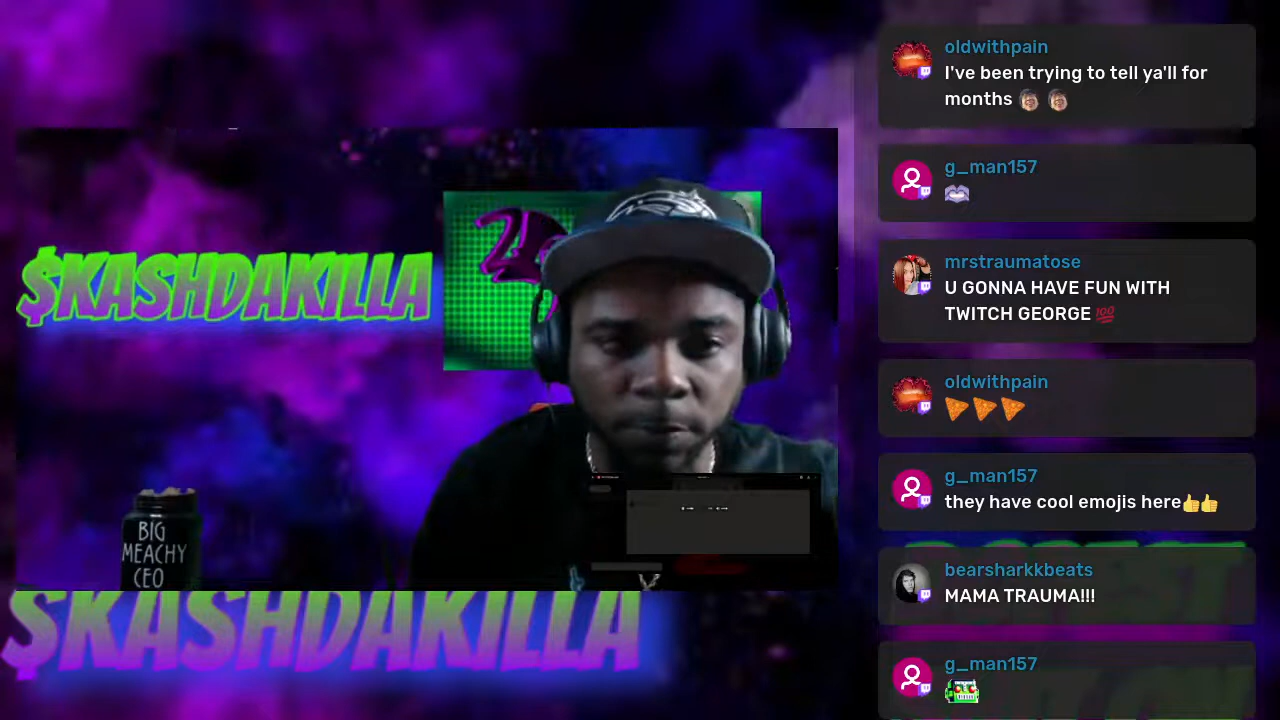 $KASHDAKILLA
BIG
MEACHY
CEO
$KASHDAKILLA
oldwithpain
I've been trying to tell ya'll for
months
g_man157
mrstraumatose
U GONNA HAVE FUN WITH
TWITCH GEORGE 💯
oldwithpain
g_man157
they have cool emojis here👍👍
bearsharkkbeats
MAMA TRAUMA!!!
g_man157